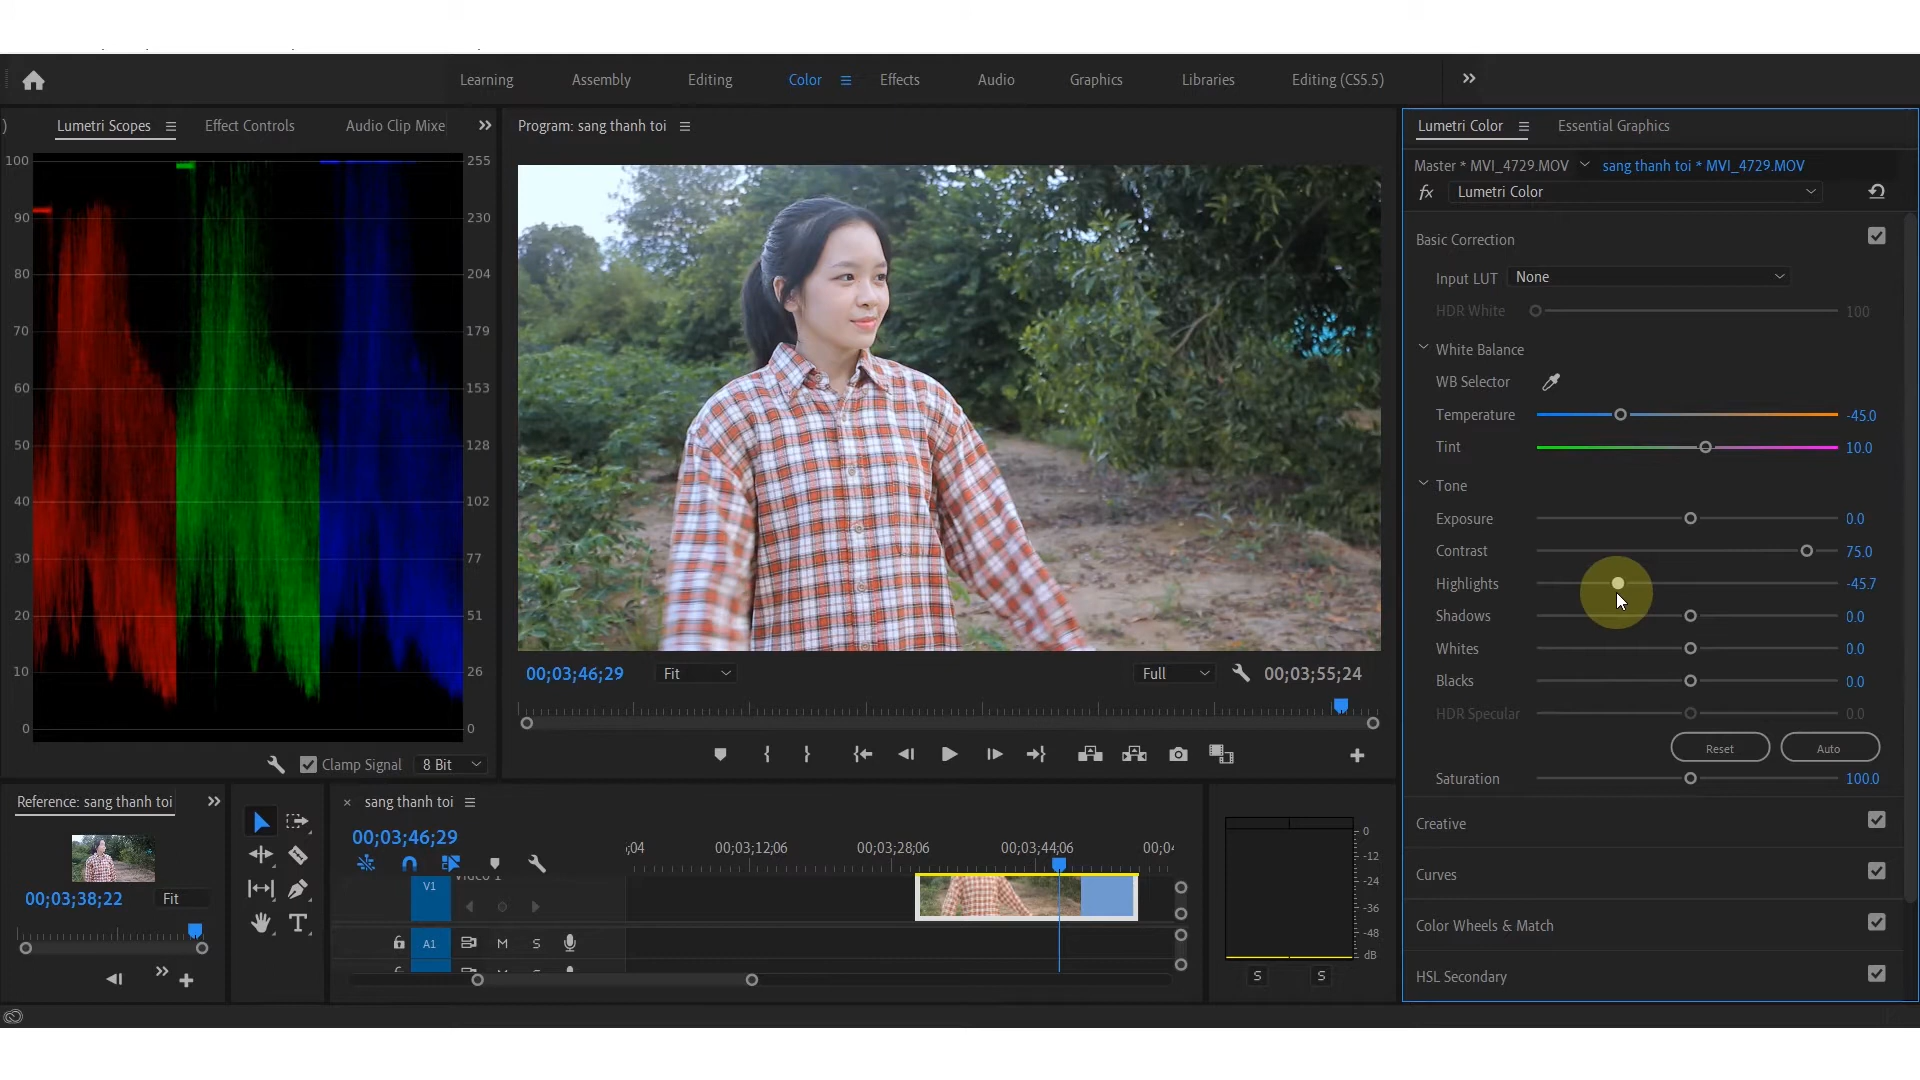 Learning Assembly Editing Color Effects Audio Graphics Libraries Editing (CS5.5)
) Lumetri Scopes Effect Controls Audio Clip Mixe
100 255
90 230
80 204
70 179
60 153
50 128
40 102
30 77
20 51
10 26
0 0
Clamp Signal 8 Bit
Program: sang thanh toi
00;03;46;29 Fit Full 00;03;55;24
Lumetri Color Essential Graphics
Master * MVI_4729.MOV sang thanh toi * MVI_4729.MOV
fx Lumetri Color
Basic Correction
Input LUT None
HDR White 100
White Balance
WB Selector
Temperature -45.0
Tint 10.0
Tone
Exposure 0.0
Contrast 75.0
Highlights -45.7
Shadows 0.0
Whites 0.0
Blacks 0.0
HDR Specular 0.0
Reset Auto
Saturation 100.0
Creative
Curves
Color Wheels & Match
HSL Secondary
Reference: sang thanh toi
00;03;38;22 Fit
T
× sang thanh toi
00;03;46;29
;04 00;03;12;06 00;03;28;06 00;03;44;06 00;04
V1
A1 M S
0
-12
-24
-36
-48
dB
S S